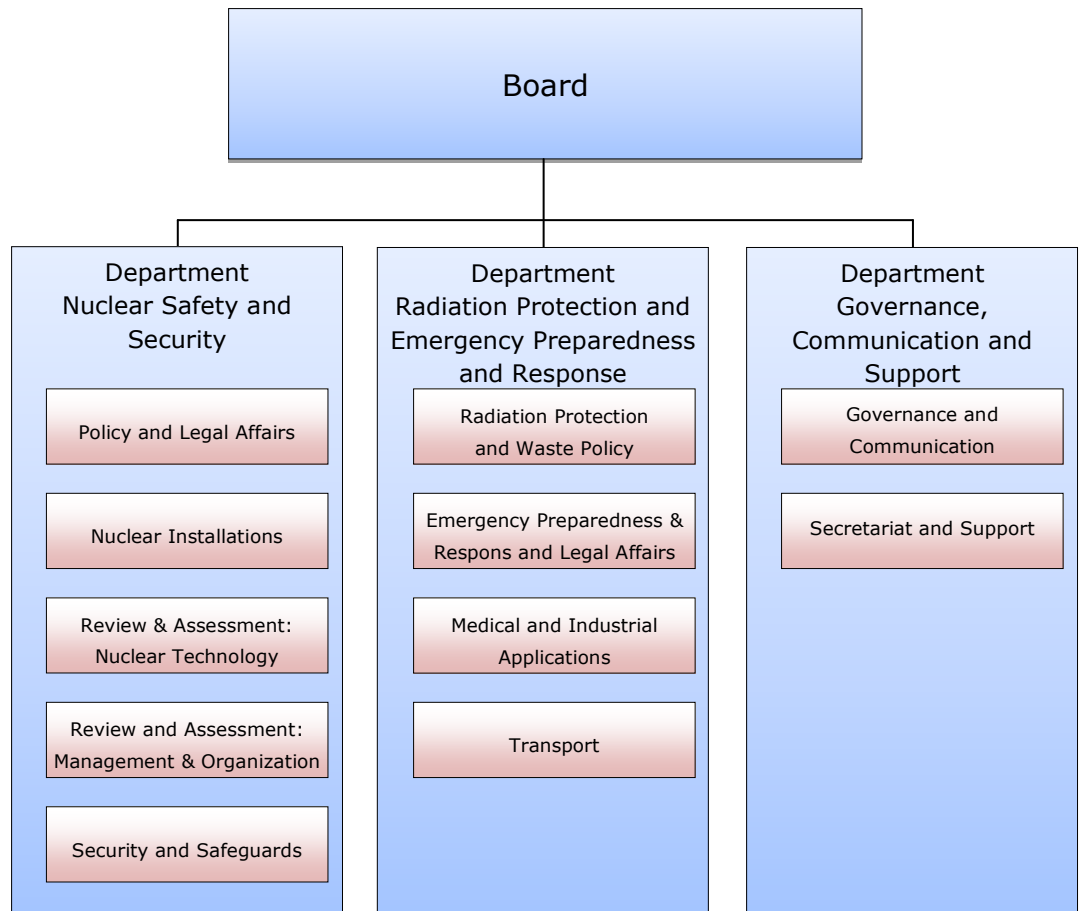 Board
Department
Nuclear Safety and
Security
Policy and Legal Affairs
Nuclear Installations
Review & Assessment:
Nuclear Technology
Review and Assessment:
Management & Organization
Security and Safeguards
Department
Radiation Protection and
Emergency Preparedness
and Response
Radiation Protection
and Waste Policy
Emergency Preparedness &
Respons and Legal Affairs
Medical and Industrial
Applications
Transport
Department
Governance,
Communication and
Support
Governance and
Communication
Secretariat and Support